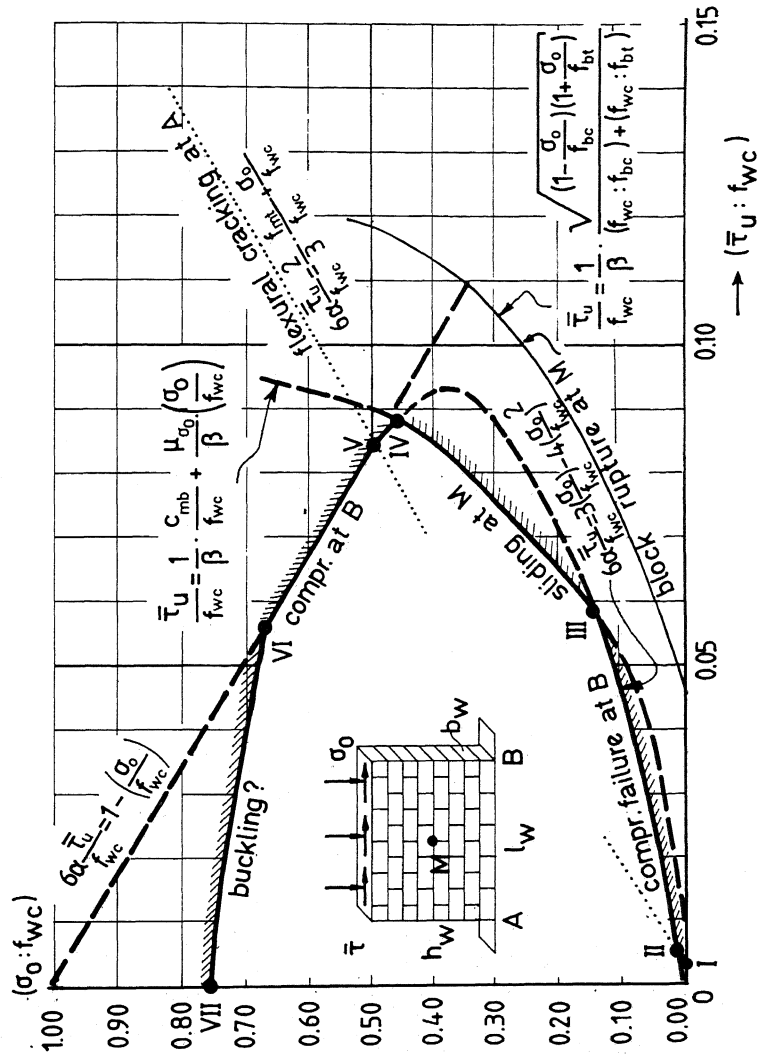 (σ₀ : f_wc)
1.00
0.90
0.80
0.70
0.60
0.50
0.40
0.30
0.20
0.10
0.00
0
0.05
0.10
0.15
→ (τ̿_u : f_wc)
6α τ̿_u/f_wc = 1 - (σ₀/f_wc)
τ̿_u/f_wc = 1/β · c_mb/f_wc + μ_σ₀/β (σ₀/f_wc)
flexural cracking at A
6α τ̿_u/f_wc = 2/3 f_mt/f_wc + σ₀/f_wc
τ̿_u/f_wc = 1/β · √((1 - σ₀/f_bc)(1 + σ₀/f_bt)) / ((f_wc : f_bc) + (f_wc : f_bt))
6α τ̿_u/f_wc = 3(σ₀/f_wc) - 4(σ₀/f_wc)²
block rupture at M
sliding at M
compr. at B
compr. failure at B
buckling?
I
II
III
IV
V
VI
VII
σ₀
τ̄
h_w
M
b_w
A
l_w
B